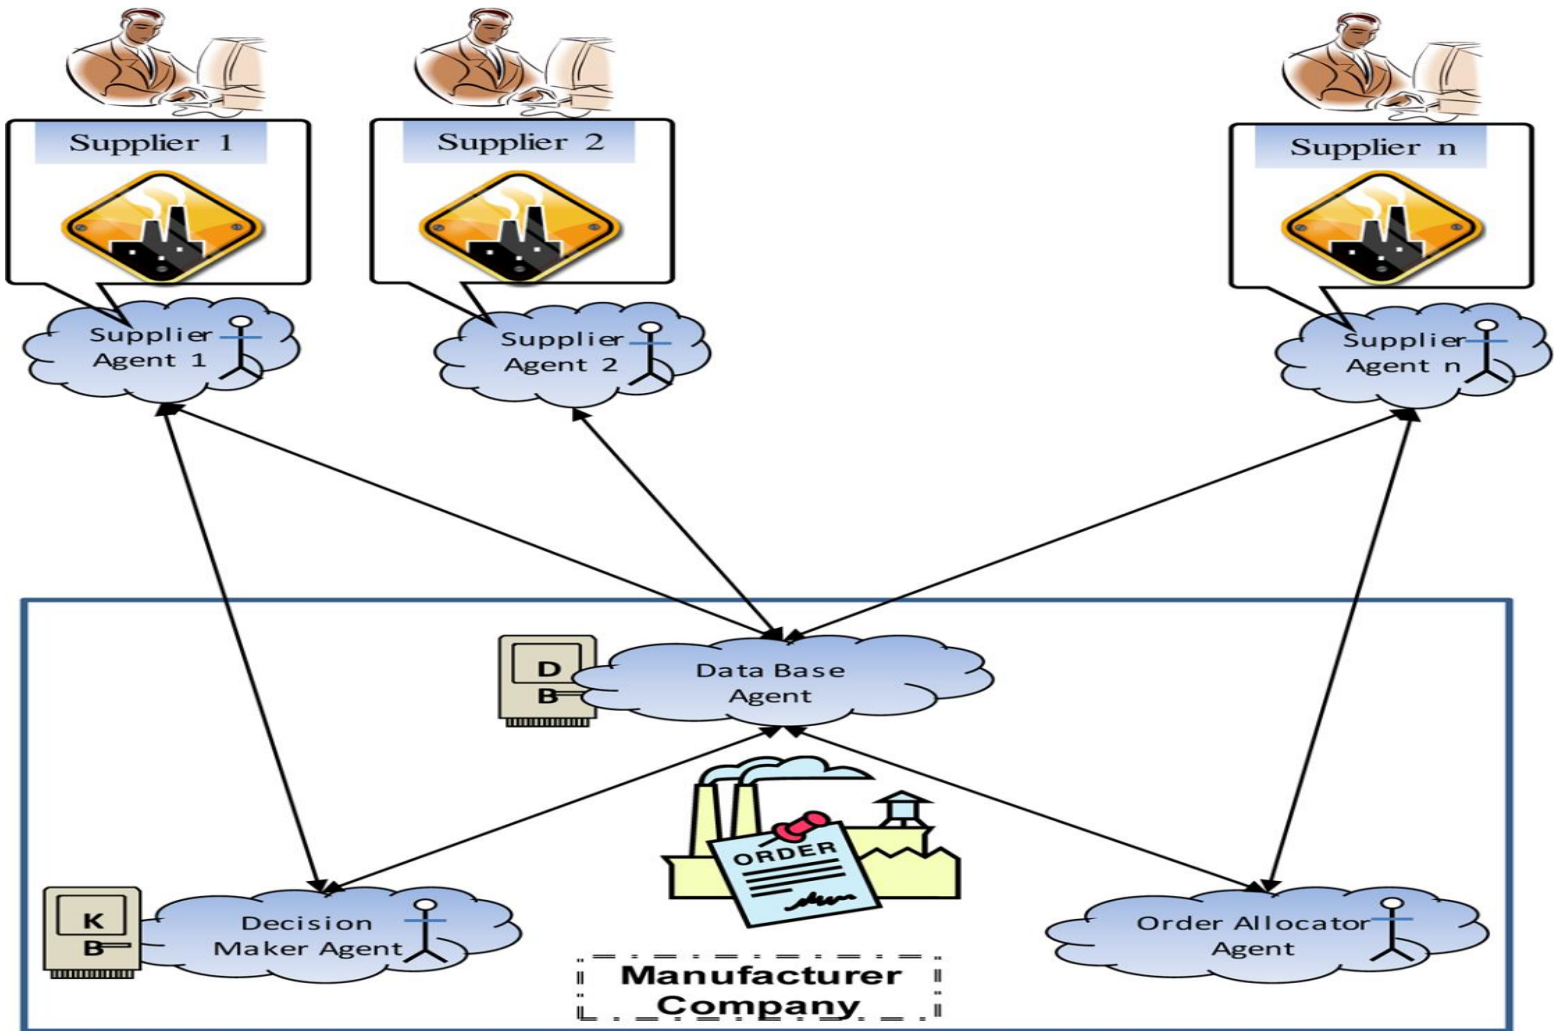 Supplier 1
Supplier 2
Supplier n
Supplier
Agent 1
Supplier
Agent 2
Supplier
Agent n
D
B
Data Base
Agent
ORDER
K
B
Decision
Maker Agent
Order Allocator
Agent
Manufacturer
Company